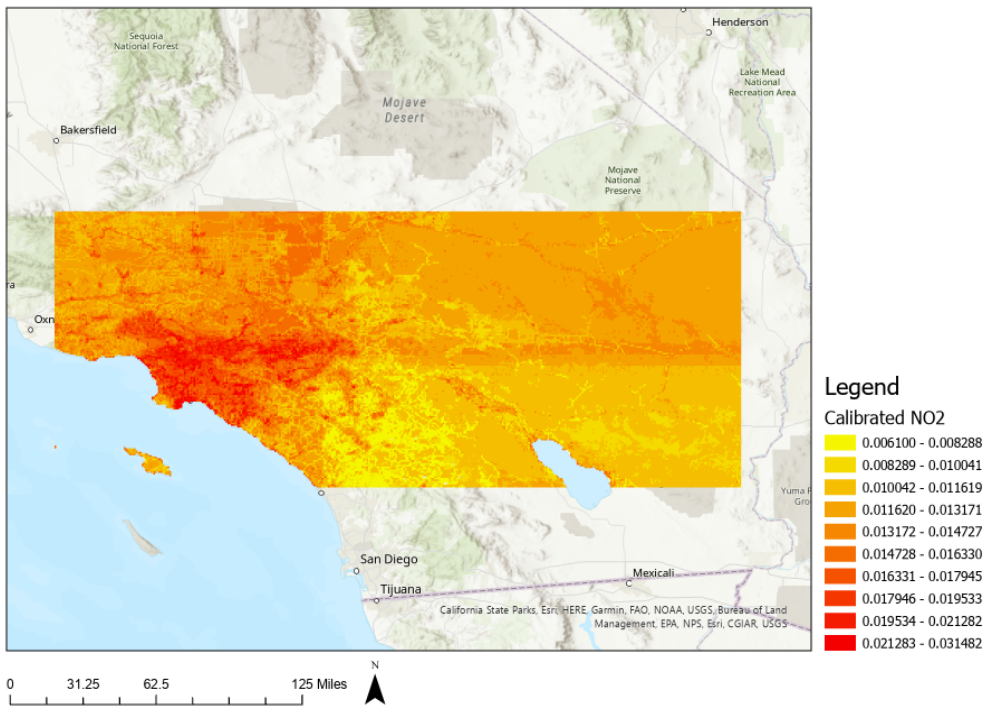 Henderson
Sequoia
National Forest
Lake Mead
National
Recreation Area
Mojave
Desert
Bakersfield
Mojave
National
Preserve
ra
Oxn
Legend
Calibrated NO2
0.006100 - 0.008288
0.008289 - 0.010041
0.010042 - 0.011619
0.011620 - 0.013171
0.013172 - 0.014727
0.014728 - 0.016330
0.016331 - 0.017945
0.017946 - 0.019533
0.019534 - 0.021282
0.021283 - 0.031482
Yuma P
Gro
San Diego
Mexicali
Tijuana
California State Parks, Esri, HERE, Garmin, FAO, NOAA, USGS, Bureau of Land
Management, EPA, NPS, Esri, CGIAR, USGS
N
0 31.25 62.5 125 Miles